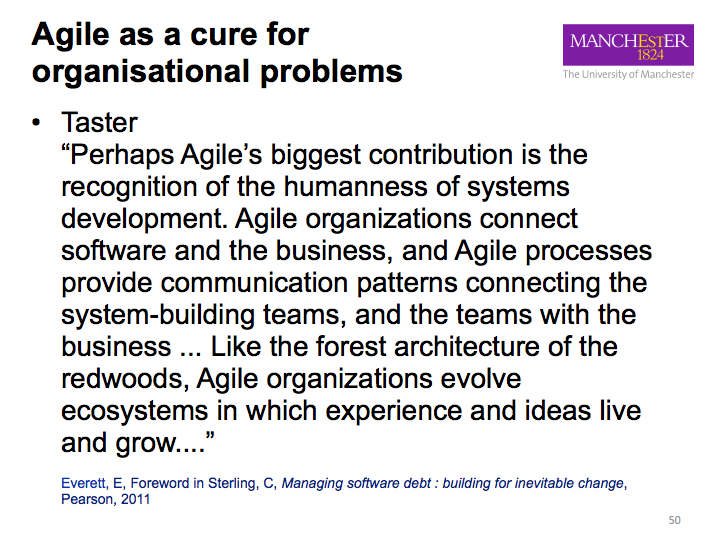 Agile as a cure for
organisational problems
MANCHESTER
1824
The University of Manchester
• Taster
“Perhaps Agile’s biggest contribution is the
recognition of the humanness of systems
development. Agile organizations connect
software and the business, and Agile processes
provide communication patterns connecting the
system-building teams, and the teams with the
business ... Like the forest architecture of the
redwoods, Agile organizations evolve
ecosystems in which experience and ideas live
and grow....”
Everett, E, Foreword in Sterling, C, Managing software debt : building for inevitable change,
Pearson, 2011
50